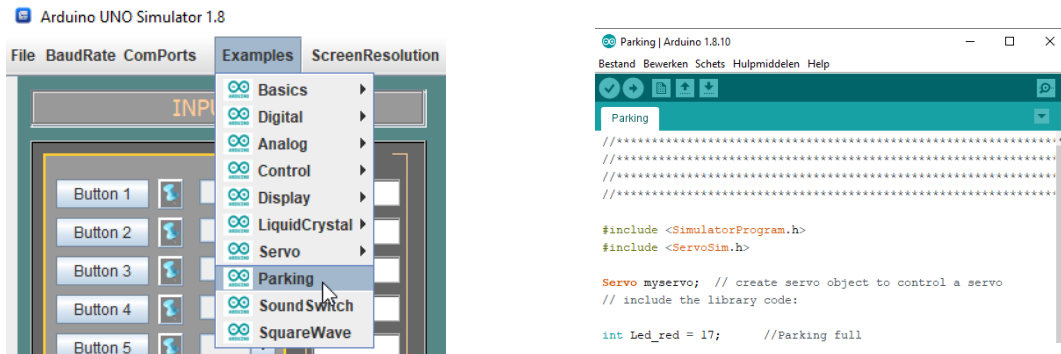 Arduino UNO Simulator 1.8
File BaudRate ComPorts Examples ScreenResolution
INPU
Basics
Digital
Analog
Control
Display
LiquidCrystal
Servo
Parking
SoundSwitch
SquareWave
Button 1
Button 2
Button 3
Button 4
Button 5
Parking | Arduino 1.8.10
Bestand Bewerken Schets Hulpmiddelen Help
Parking
//****************************************************
//****************************************************
//****************************************************
//****************************************************
#include <SimulatorProgram.h>
#include <ServoSim.h>
Servo myservo; // create servo object to control a servo
// include the library code:
int Led_red = 17; //Parking full